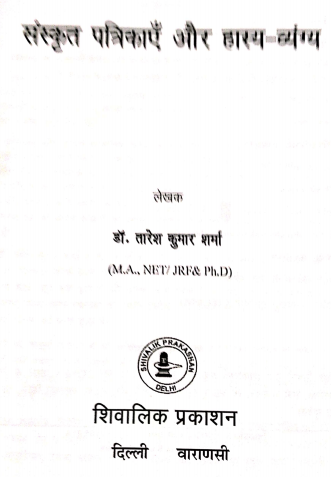 संस्कृत पत्रिकाएँ और हास्य-व्यंग्य
लेखक
डॉ. तारेश कुमार शर्मा
(M.A., NET/ JRF& Ph.D)
SHIVALIK PRAKASHAN
DELHI
शिवालिक प्रकाशन
दिल्ली वाराणसी